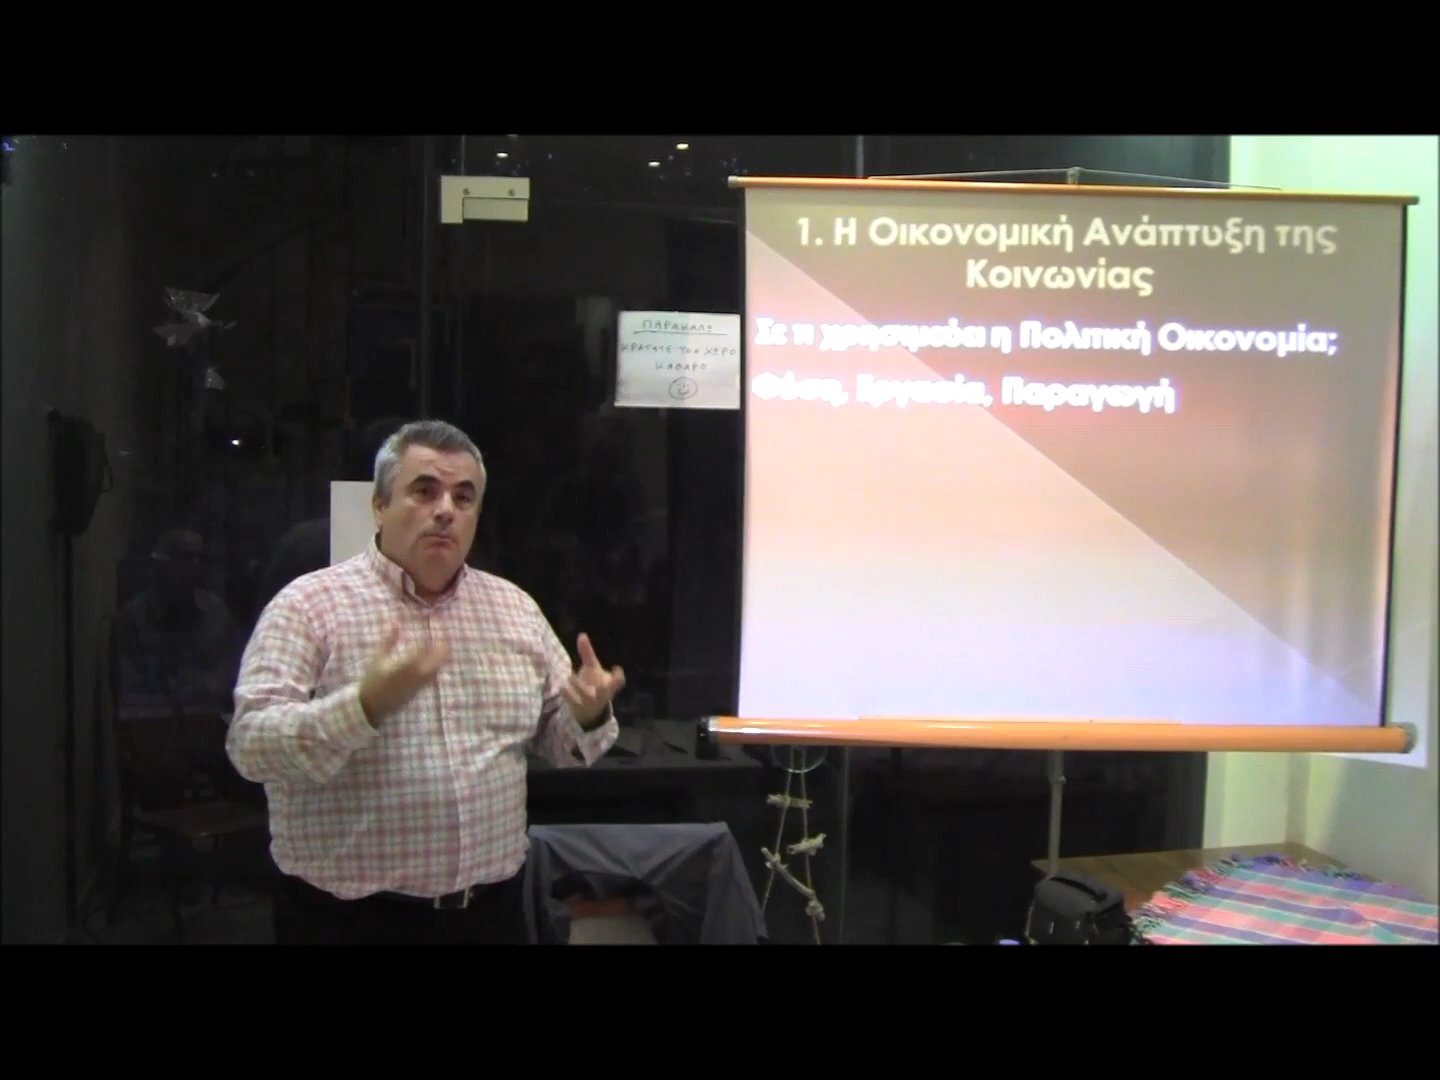 1. Η Οικονομική Ανάπτυξη της
Κοινωνίας
Σε τι χρησιμεύει η Πολιτική Οικονομία;
Φύση, Εργασία, Παραγωγή
ΠΑΡΑΚΑΛΩ
ΚΡΑΤΑΤΕ ΤΟΝ ΧΩΡΟ
ΚΑΘΑΡΟ